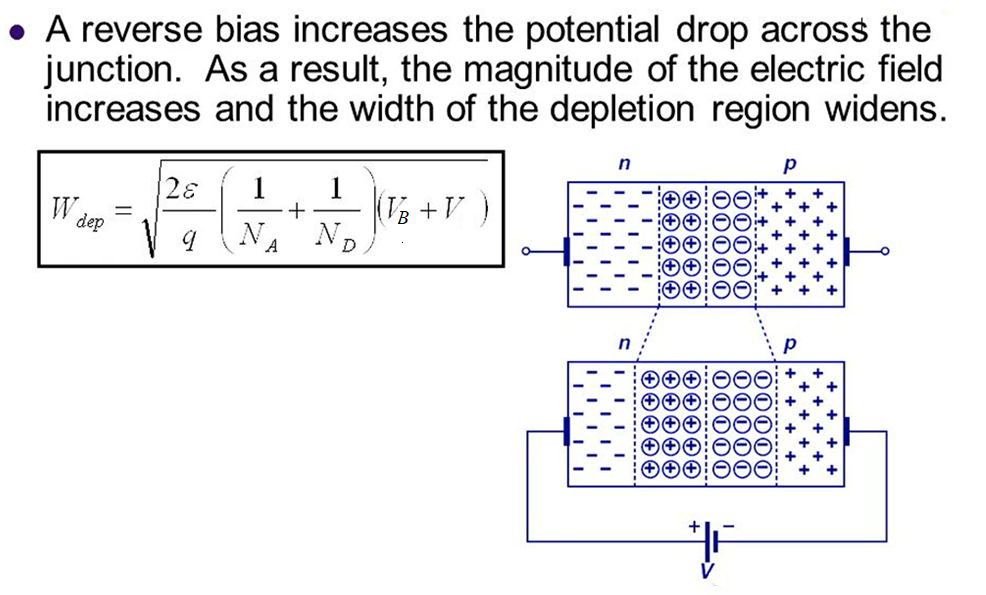 • A reverse bias increases the potential drop across the
junction. As a result, the magnitude of the electric field
increases and the width of the depletion region widens.
W_dep = √( 2ε/q ( 1/N_A + 1/N_D ) (V_B + V ) )
n p
n p
+ −
V